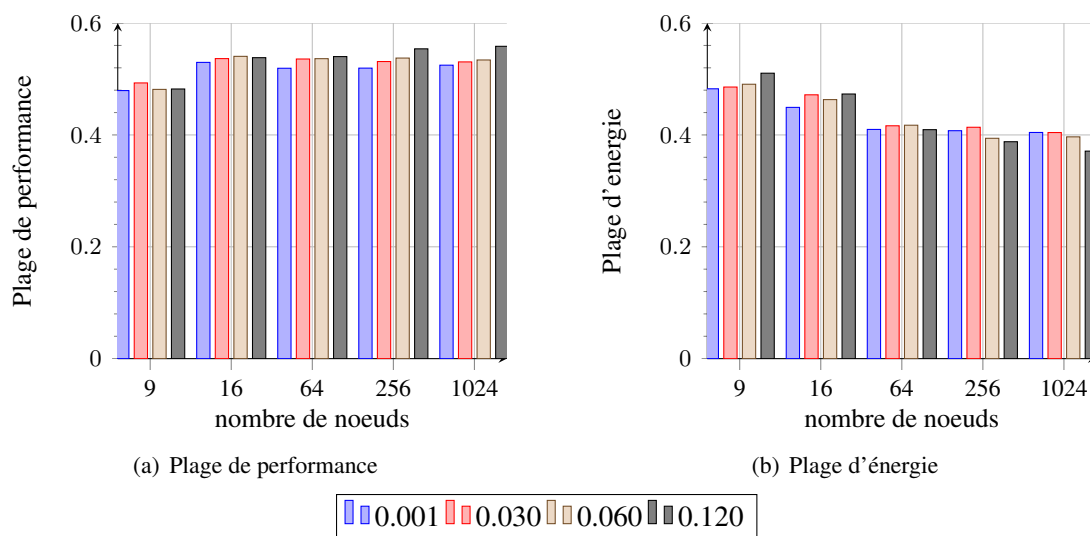 0.6
0.4
0.2
0
Plage de performance
9 16 64 256 1024
nombre de noeuds
(a) Plage de performance
0.6
0.4
0.2
0
Plage d'energie
9 16 64 256 1024
nombre de noeuds
(b) Plage d'énergie
0.001 0.030 0.060 0.120